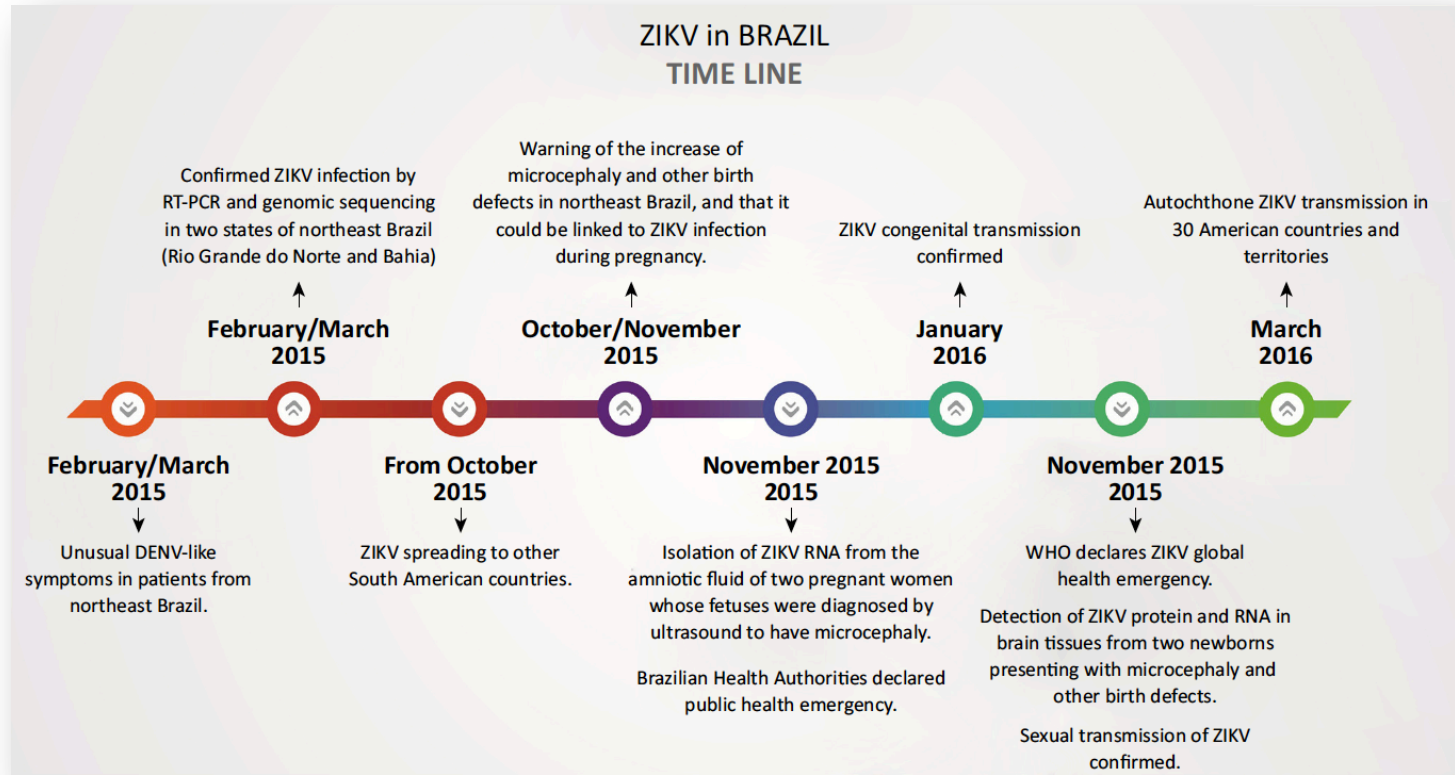 ZIKV in BRAZIL
TIME LINE
Confirmed ZIKV infection by
RT-PCR and genomic sequencing
in two states of northeast Brazil
(Rio Grande do Norte and Bahia)
February/March
2015
Warning of the increase of
microcephaly and other birth
defects in northeast Brazil, and that it
could be linked to ZIKV infection
during pregnancy.
October/November
2015
ZIKV congenital transmission
confirmed
January
2016
Autochthone ZIKV transmission in
30 American countries and
territories
March
2016
February/March
2015
Unusual DENV-like
symptoms in patients from
northeast Brazil.
From October
2015
ZIKV spreading to other
South American countries.
November 2015
2015
Isolation of ZIKV RNA from the
amniotic fluid of two pregnant women
whose fetuses were diagnosed by
ultrasound to have microcephaly.
Brazilian Health Authorities declared
public health emergency.
November 2015
2015
WHO declares ZIKV global
health emergency.
Detection of ZIKV protein and RNA in
brain tissues from two newborns
presenting with microcephaly and
other birth defects.
Sexual transmission of ZIKV
confirmed.